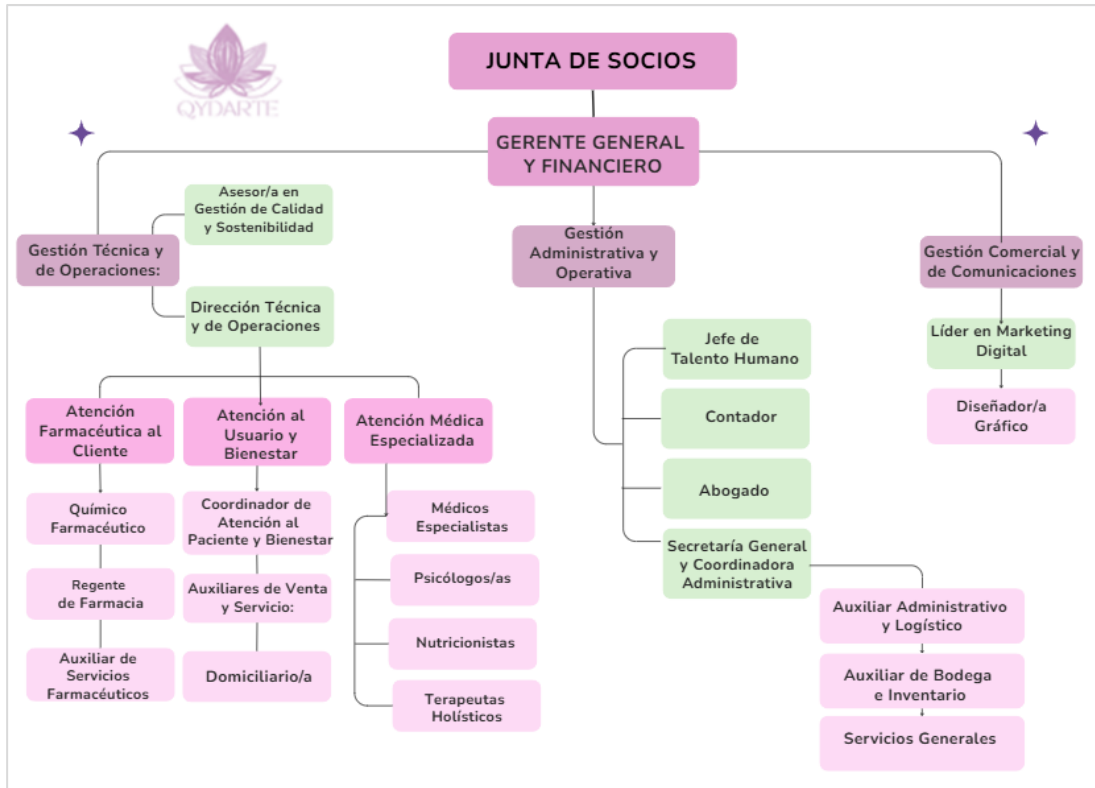 QYDARTE
JUNTA DE SOCIOS
GERENTE GENERAL
Y FINANCIERO
Asesor/a en
Gestión de Calidad
y Sostenibilidad
Gestión Técnica y
de Operaciones:
Dirección Técnica
y de Operaciones
Gestión
Administrativa y
Operativa
Gestión Comercial y
de Comunicaciones
Líder en Marketing
Digital
Diseñador/a
Gráfico
Atención
Farmacéutica al
Cliente
Químico
Farmacéutico
Regente
de Farmacia
Auxiliar de
Servicios
Farmacéuticos
Atención al
Usuario y
Bienestar
Coordinador de
Atención al
Paciente y Bienestar
Auxiliares de Venta
y Servicio:
Domiciliario/a
Atención Médica
Especializada
Médicos
Especialistas
Psicólogos/as
Nutricionistas
Terapeutas
Holísticos
Jefe de
Talento Humano
Contador
Abogado
Secretaría General
y Coordinadora
Administrativa
Auxiliar Administrativo
y Logístico
Auxiliar de Bodega
e Inventario
Servicios Generales